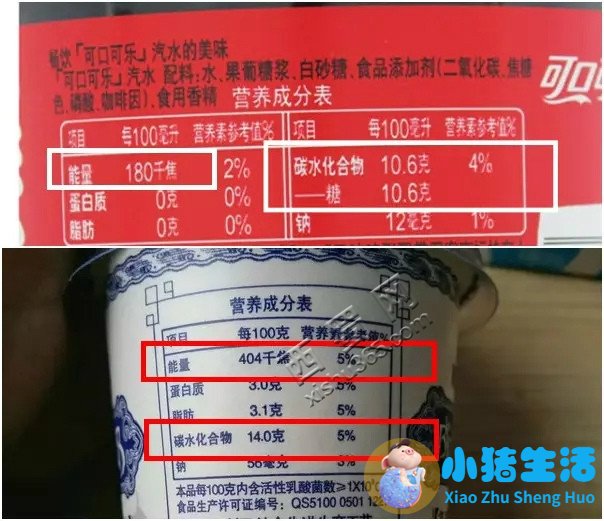 畅饮「可口可乐」汽水的美味
「可口可乐」汽水 配料:水、果葡糖浆、白砂糖、食品添加剂(二氧化碳、焦糖
色、磷酸、咖啡因)、食用香精 营养成分表
可口
项目 每100毫升 营养素参考值% 项目 每100毫升 营养素参考值%
能量 180千焦 2% 碳水化合物 10.6克 4%
蛋白质 0克 0% ——糖 10.6克
脂肪 0克 0% 钠 12毫克 1%
营养成分表
项目 每100克 营养素参考值%
能量 404千焦 5%
蛋白质 3.0克 5%
脂肪 3.1克 5%
碳水化合物 14.0克 5%
钠 56毫克 3%
本品每100克内含活性乳酸菌数≥1X10
食品生产许可证编号: QS5100 0501 122
西美网
xishu365.com
小猪生活
Xiao Zhu Sheng Huo